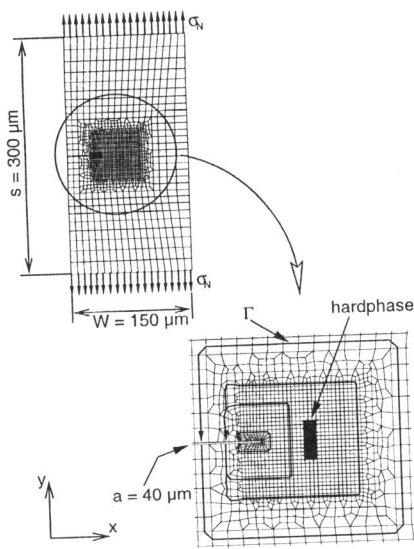 σN
s = 300 μm
σN
W = 150 μm
hardphase
Γ
a = 40 μm
y
x